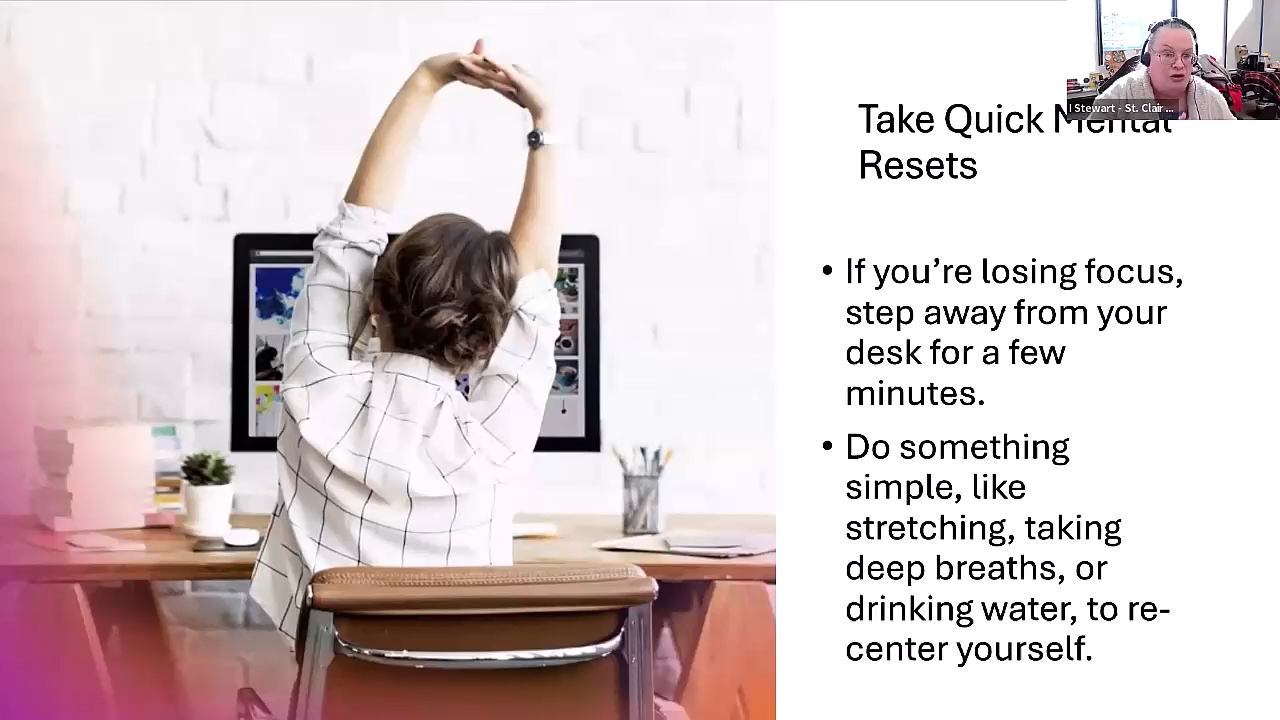 Take Quick Mental
Resets
l Stewart - St. Clair ...
• If you’re losing focus,
step away from your
desk for a few
minutes.
• Do something
simple, like
stretching, taking
deep breaths, or
drinking water, to re-
center yourself.